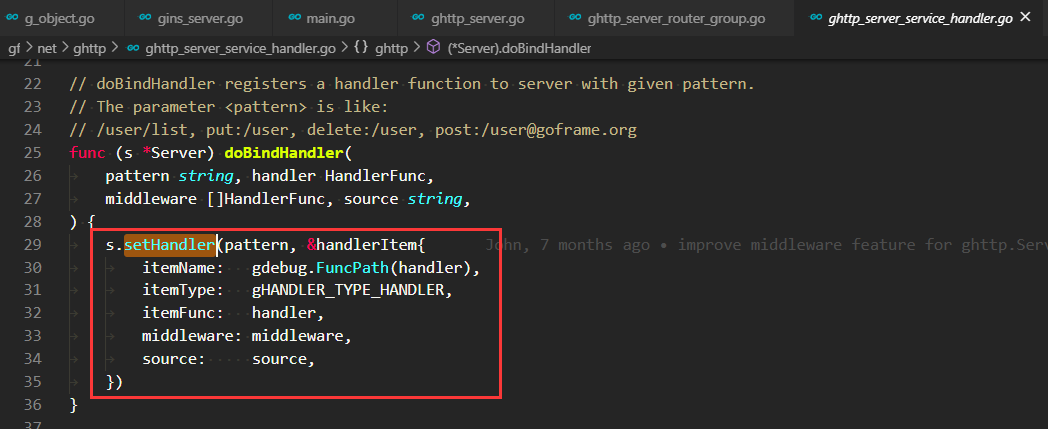 g_object.go gins_server.go main.go ghttp_server.go ghttp_server_router_group.go ghttp_server_service_handler.go
gf > net > ghttp > ghttp_server_service_handler.go > {} ghttp > (*Server).doBindHandler
21
22 // doBindHandler registers a handler function to server with given pattern.
23 // The parameter <pattern> is like:
24 // /user/list, put:/user, delete:/user, post:/user@goframe.org
25 func (s *Server) doBindHandler(
26 pattern string, handler HandlerFunc,
27 middleware []HandlerFunc, source string,
28 ) {
29 s.setHandler(pattern, &handlerItem{ John, 7 months ago • improve middleware feature for ghttp.Serv
30 itemName: gdebug.FuncPath(handler),
31 itemType: gHANDLER_TYPE_HANDLER,
32 itemFunc: handler,
33 middleware: middleware,
34 source: source,
35 })
36 }
37